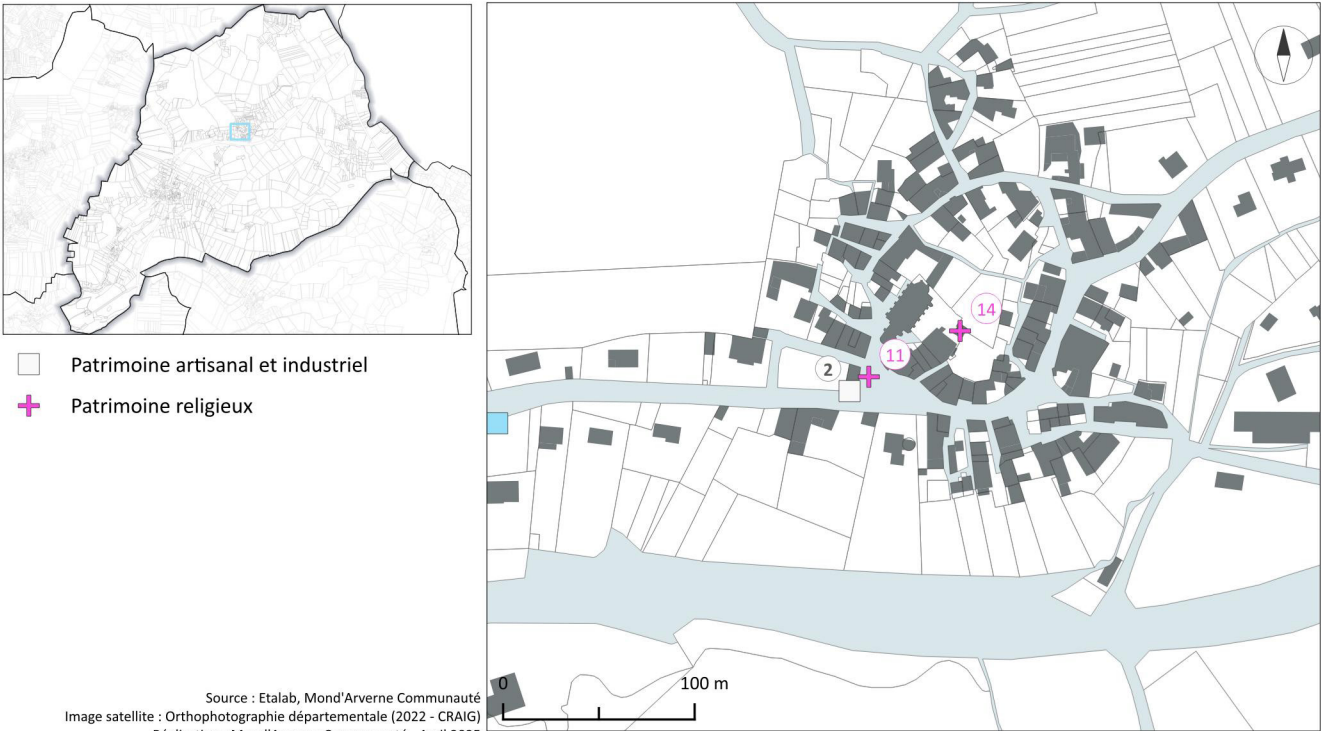 Patrimoine artisanal et industriel
Patrimoine religieux
Source : Etalab, Mond'Arverne Communauté
Image satellite : Orthophotographie départementale (2022 - CRAIG)
14
11
2
0
100 m